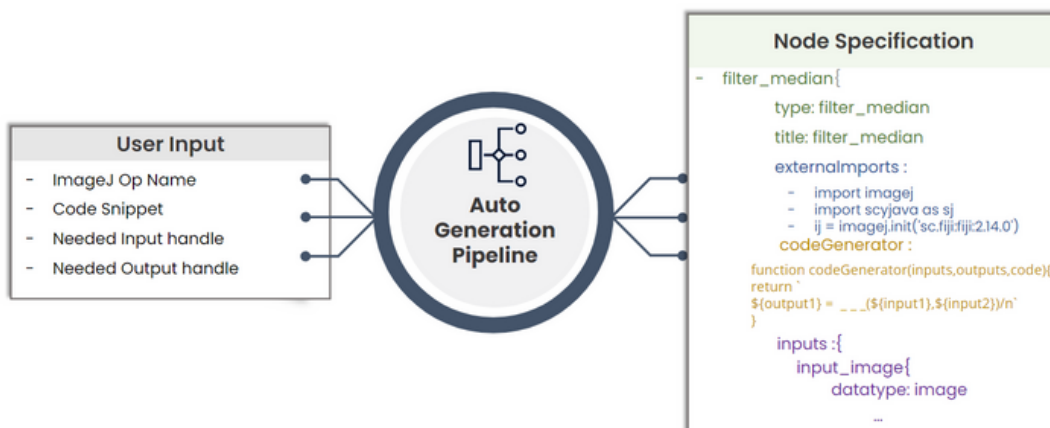 User Input
- ImageJ Op Name
- Code Snippet
- Needed Input handle
- Needed Output handle
Auto
Generation
Pipeline
Node Specification
- filter_median{
type: filter_median
title: filter_median
externalImports :
- import imagej
- import scyjava as sj
- ij = imagej.init('sc.fiji:fiji:2.14.0')
codeGenerator :
function codeGenerator(inputs,outputs,code){
return `
${output1} = _ _ _(${input1},${input2})/n`
}
inputs :{
input_image{
datatype: image
...